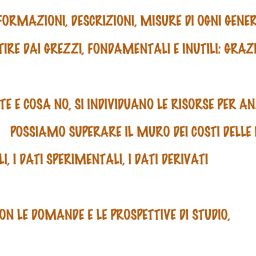 FORMAZIONI, DESCRIZIONI, MISURE DI OGNI GENER
TIRE DAI GREZZI, FONDAMENTALI E INUTILI; GRAZI
TE E COSA NO, SI INDIVIDUANO LE RISORSE PER AN
POSSIAMO SUPERARE IL MURO DEI COSTI DELLE
LI, I DATI SPERIMENTALI, I DATI DERIVATI
ON LE DOMANDE E LE PROSPETTIVE DI STUDIO,